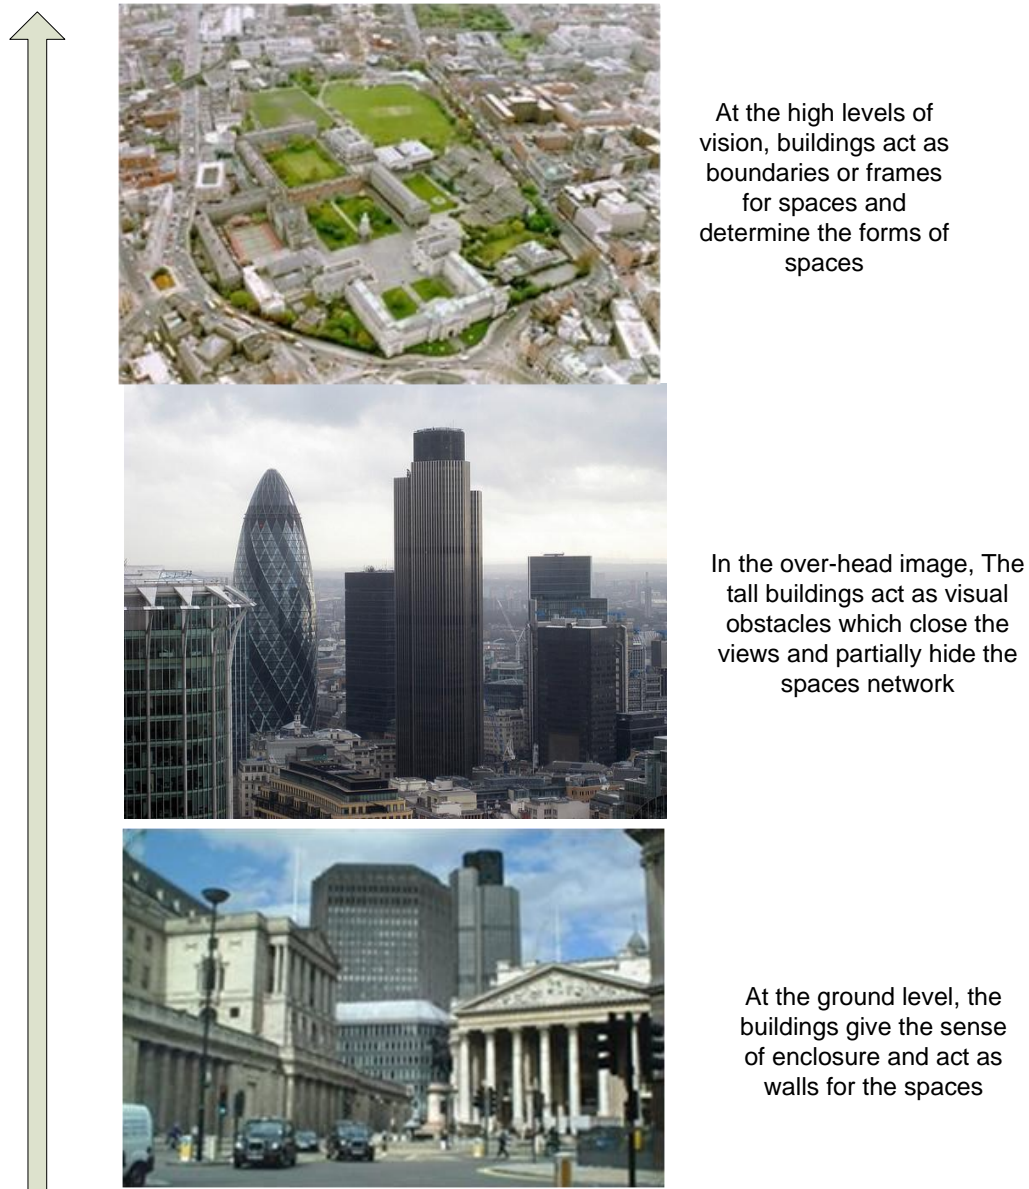 At the high levels of
vision, buildings act as
boundaries or frames
for spaces and
determine the forms of
spaces
In the over-head image, The
tall buildings act as visual
obstacles which close the
views and partially hide the
spaces network
At the ground level, the
buildings give the sense
of enclosure and act as
walls for the spaces